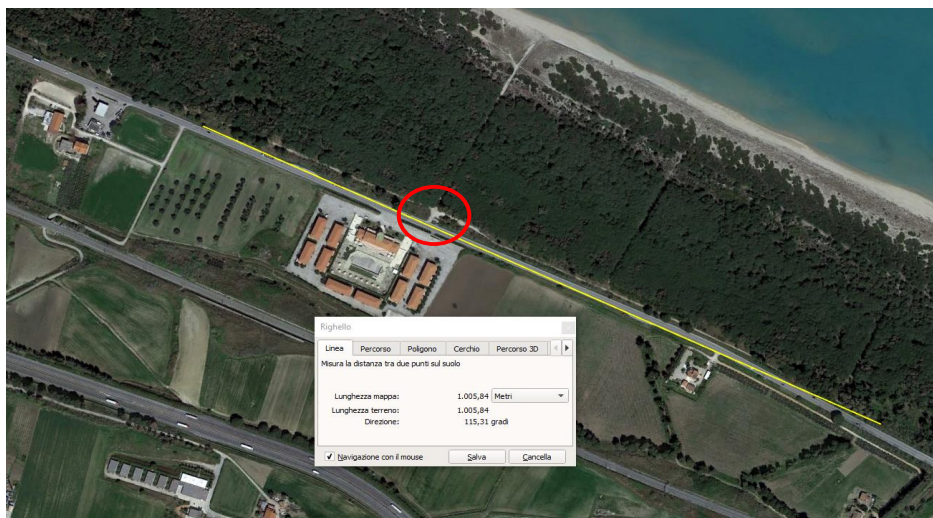 Righello
Linea Percorso Poligono Cerchio Percorso 3D
Misura la distanza tra due punti sul suolo
Lunghezza mappa: 1.005,84 Metri
Lunghezza terreno: 1.005,84
Direzione: 115,31 gradi
Navigazione con il mouse Salva Cancella